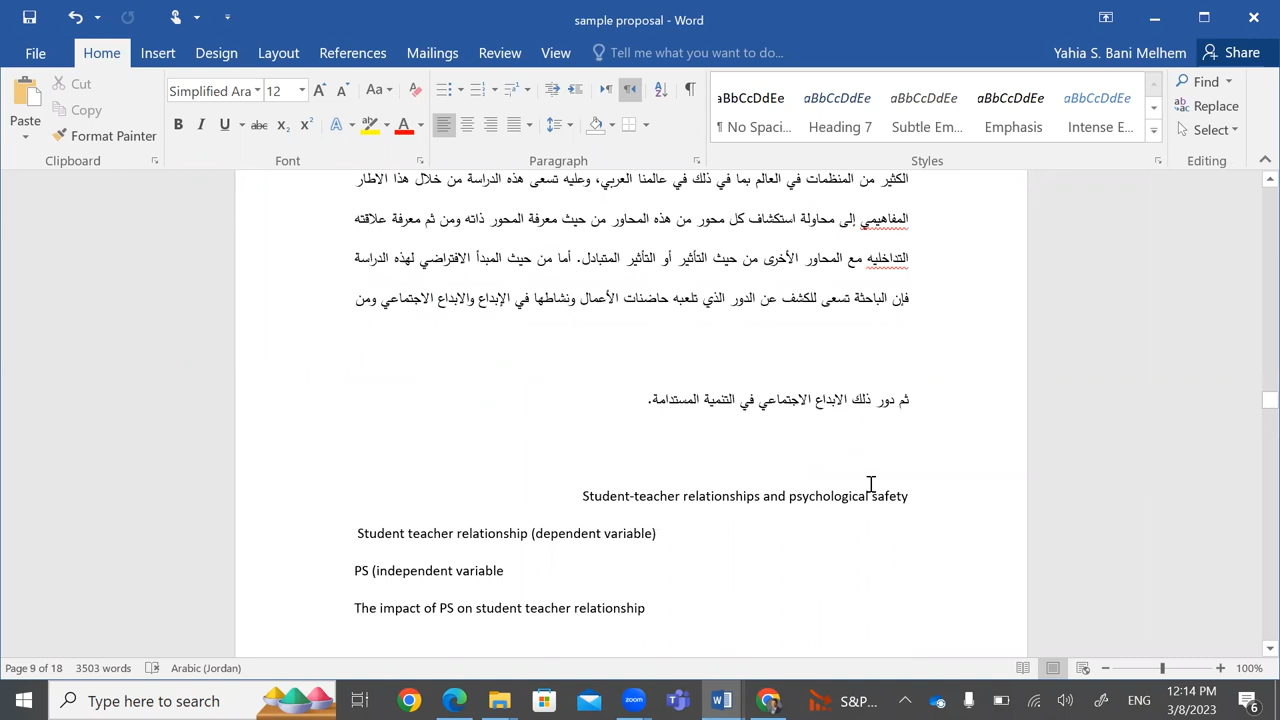 sample proposal - Word
File Home Insert Design Layout References Mailings Review View Tell me what you want to do... Yahia S. Bani Melhem Share
Paste Cut Copy Format Painter Clipboard
Simplified Ara 12 Font
Paragraph
aBbCcDdEe aBbCcDdEe aBbCcDdEe aBbCcDdEe aBbCcDdEe
¶ No Spaci... Heading 7 Subtle Em... Emphasis Intense E...
Styles
Find Replace Select Editing
الكثير من المنظمات في العالم بما في ذلك في عالمنا العربي، وعليه تسعى هذه الدراسة من خلال هذا الاطار
المفاهيمي إلى محاولة استكشاف كل محور من هذه المحاور من حيث معرفة المحور ذاته ومن ثم معرفة علاقته
التداخليه مع المحاور الأخرى من حيث التأثير أو التأثير المتبادل. أما من حيث المبدأ الافتراضي لهذه الدراسة
فإن الباحثة تسعى للكشف عن الدور الذي تلعبه حاضنات الأعمال ونشاطها في الإبداع والابداع الاجتماعي ومن
ثم دور ذلك الابداع الاجتماعي في التنمية المستدامة.
Student-teacher relationships and psychological safety
Student teacher relationship (dependent variable)
PS (independent variable
The impact of PS on student teacher relationship
Page 9 of 18 3503 words Arabic (Jordan) 100%
Type here to search zoom S&P... ENG 12:14 PM 3/8/2023 6